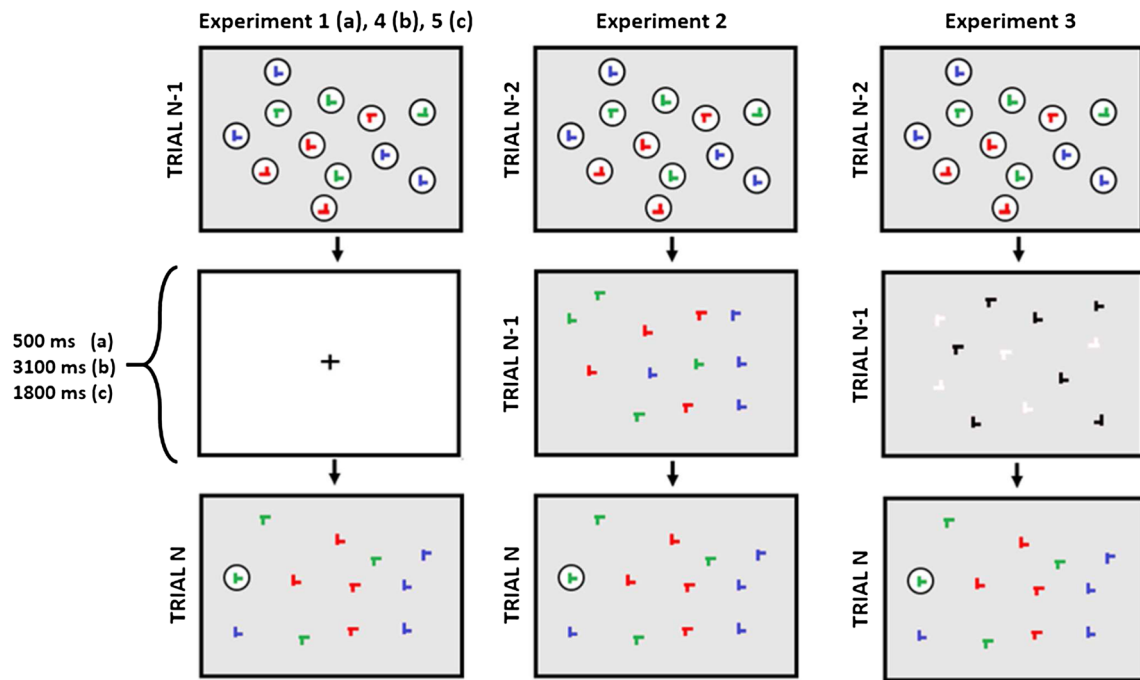 Experiment 1 (a), 4 (b), 5 (c)
Experiment 2
Experiment 3
TRIAL N-1
TRIAL N-2
TRIAL N-2
500 ms (a)
3100 ms (b)
1800 ms (c)
TRIAL N-1
TRIAL N-1
TRIAL N
TRIAL N
TRIAL N